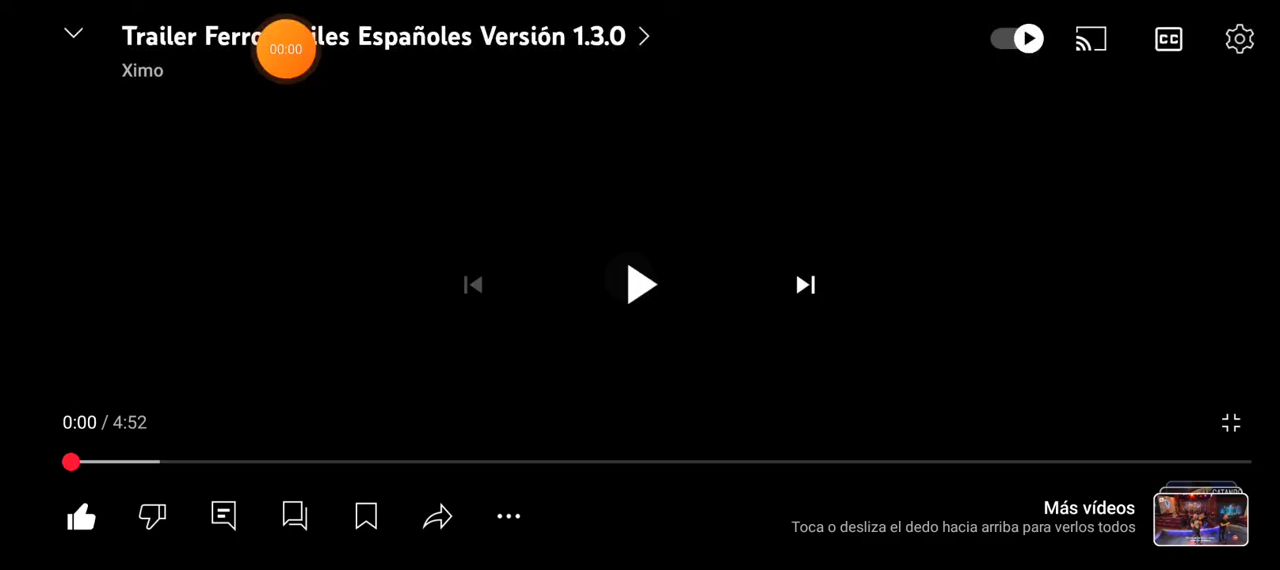 Trailer Ferro iles Españoles Versión 1.3.0
00:00
Ximo
CC
0:00 / 4:52
Más vídeos
Toca o desliza el dedo hacia arriba para verlos todos